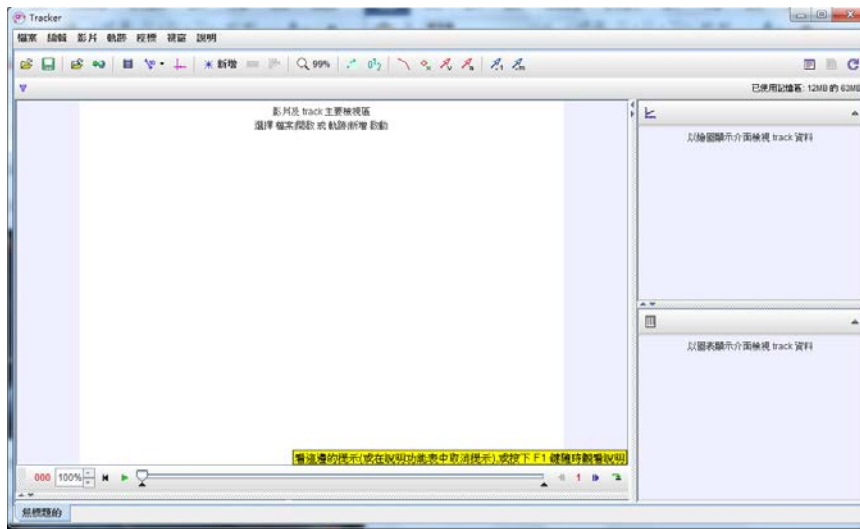 Tracker
檔案 編輯 影片 軌跡 座標 視窗 說明
新增 99%
已使用記憶區: 12MB 的 63MB
影片及 track 主要檢視區
選擇 檔案|開啟 或 軌跡|新增 啟動
以繪圖顯示介面檢視 track 資料
以圖表顯示介面檢視 track 資料
看這邊的提示(或在說明功能表中取消提示),或按下 F1 鍵隨時觀看說明
000 100% 1
無標題的